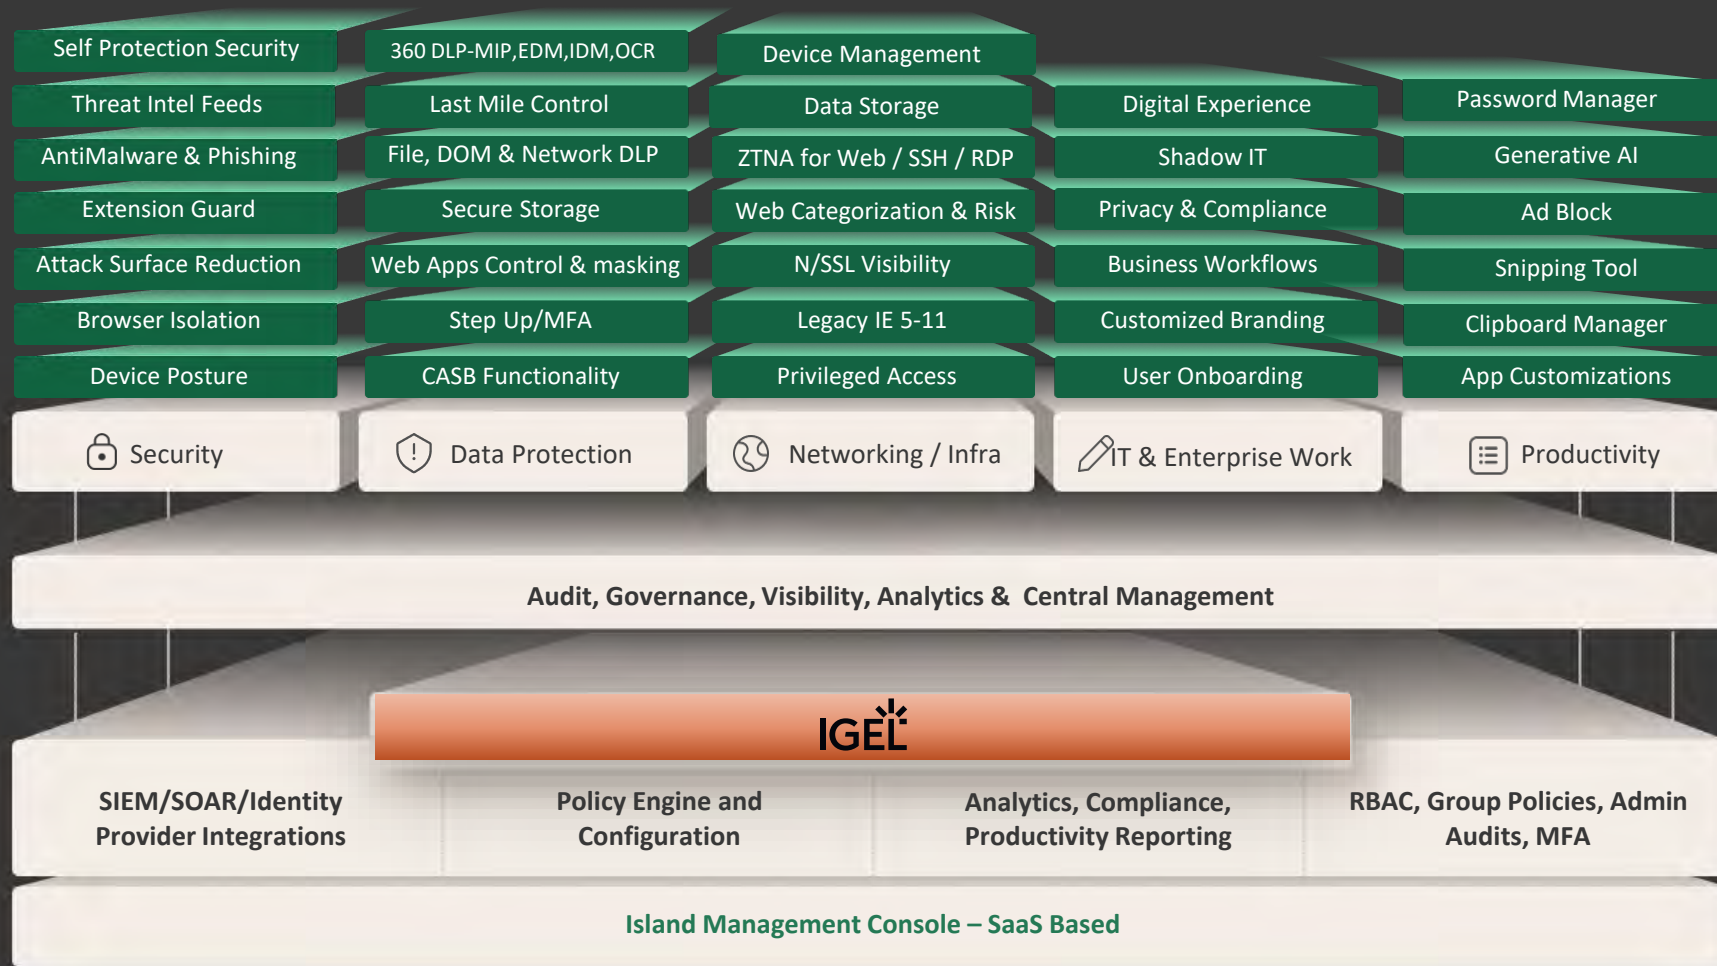 Self Protection Security
Threat Intel Feeds
AntiMalware & Phishing
Extension Guard
Attack Surface Reduction
Browser Isolation
Device Posture
Security
360 DLP-MIP,EDM,IDM,OCR
Last Mile Control
File, DOM & Network DLP
Secure Storage
Web Apps Control & masking
Step Up/MFA
CASB Functionality
Data Protection
Device Management
Data Storage
ZTNA for Web / SSH / RDP
Web Categorization & Risk
N/SSL Visibility
Legacy IE 5-11
Privileged Access
Networking / Infra
Digital Experience
Shadow IT
Privacy & Compliance
Business Workflows
Customized Branding
User Onboarding
IT & Enterprise Work
Password Manager
Generative AI
Ad Block
Snipping Tool
Clipboard Manager
App Customizations
Productivity
Audit, Governance, Visibility, Analytics & Central Management
IGEL
SIEM/SOAR/Identity
Provider Integrations
Policy Engine and
Configuration
Analytics, Compliance,
Productivity Reporting
RBAC, Group Policies, Admin
Audits, MFA
Island Management Console – SaaS Based